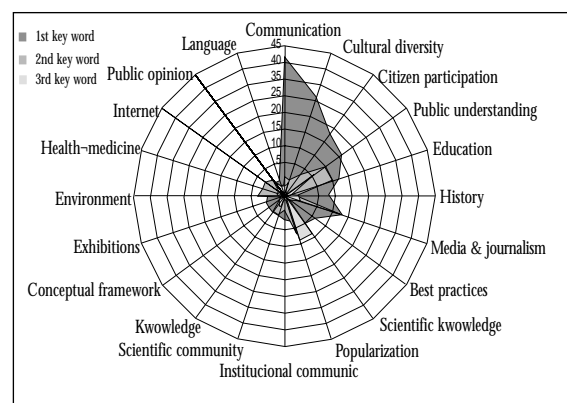 1st key word
2nd key word
3rd key word
Communication
Cultural diversity
Citizen participation
Public understanding
Education
History
Media & journalism
Best practices
Scientific kwowledge
Popularization
Institutional communic
Scientific community
Kwowledge
Conceptual framework
Exhibitions
Environment
Health¬medicine
Internet
Public opinion
Language
45
40
35
30
25
20
15
10
5